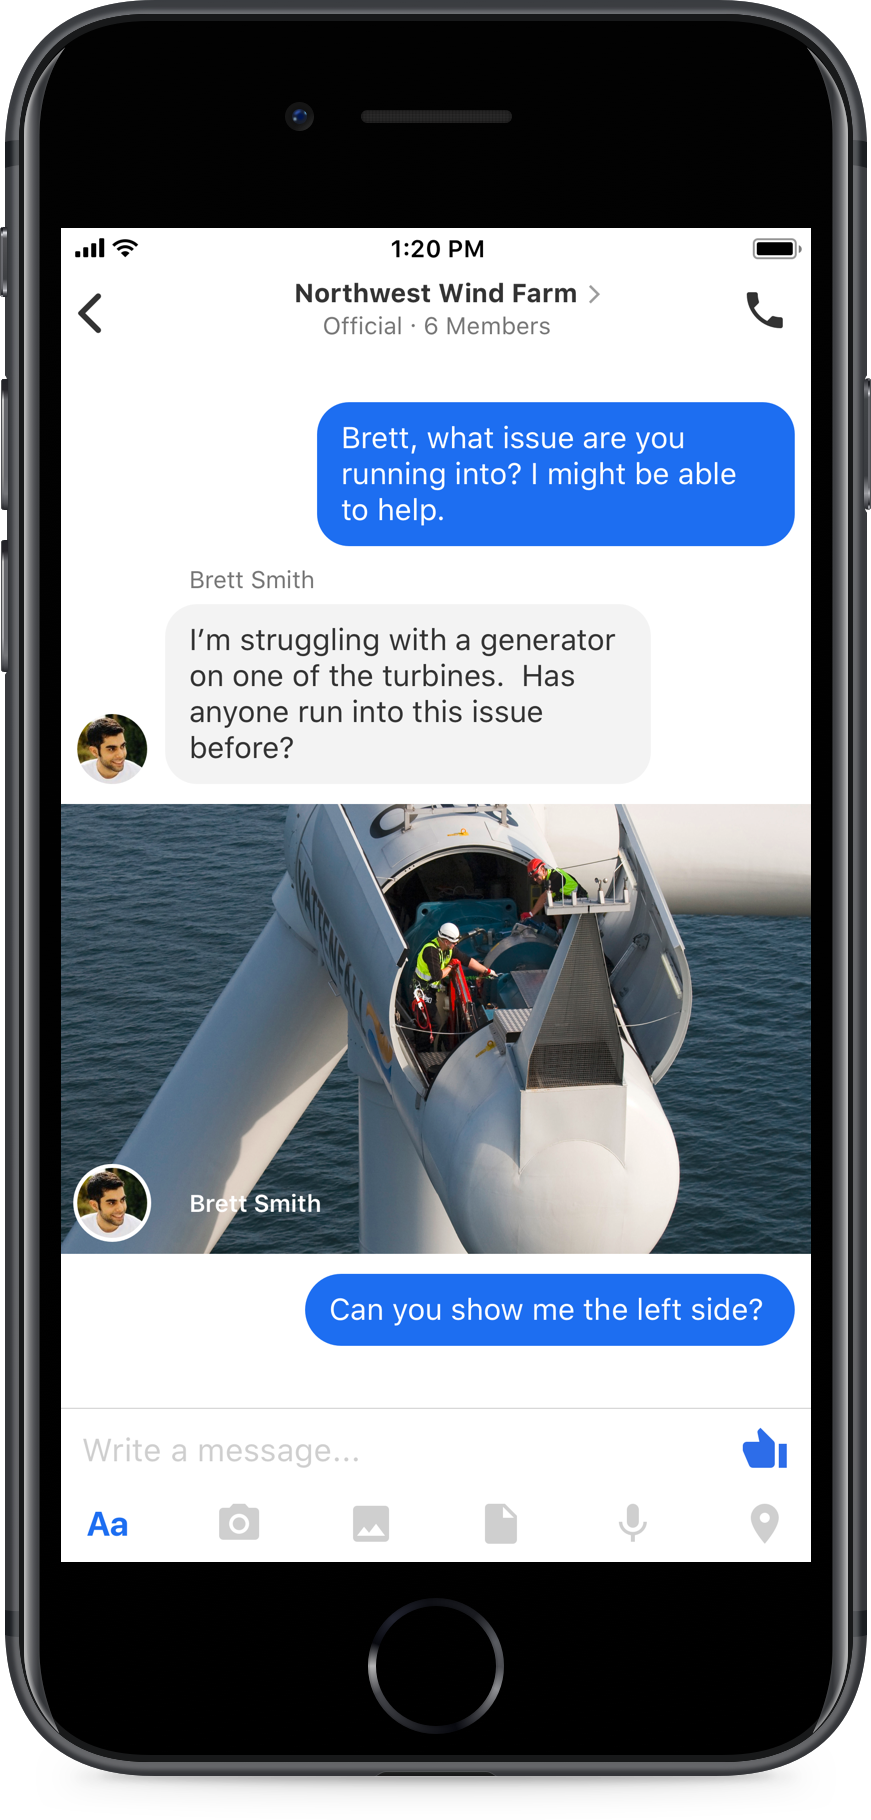 1:20 PM
Northwest Wind Farm
Official · 6 Members
Brett, what issue are you
running into? I might be able
to help.
Brett Smith
I’m struggling with a generator
on one of the turbines.  Has
anyone run into this issue
before?
VATTENFALL
Brett Smith
Can you show me the left side?
Write a message...
Aa